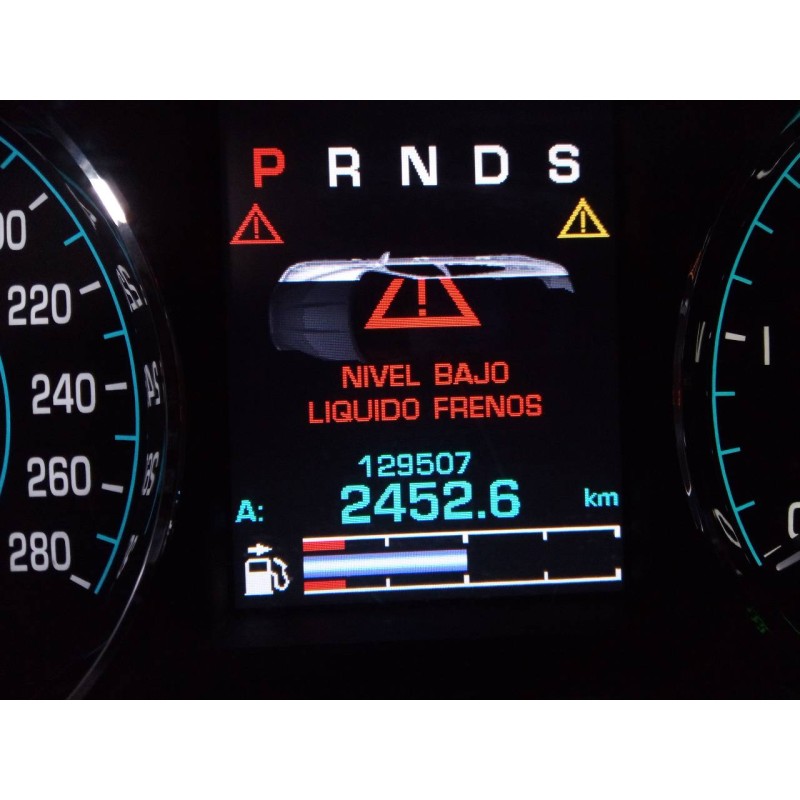 P R N D S
NIVEL BAJO
LIQUIDO FRENOS
129507
A: 2452.6 km
220
240
260
280